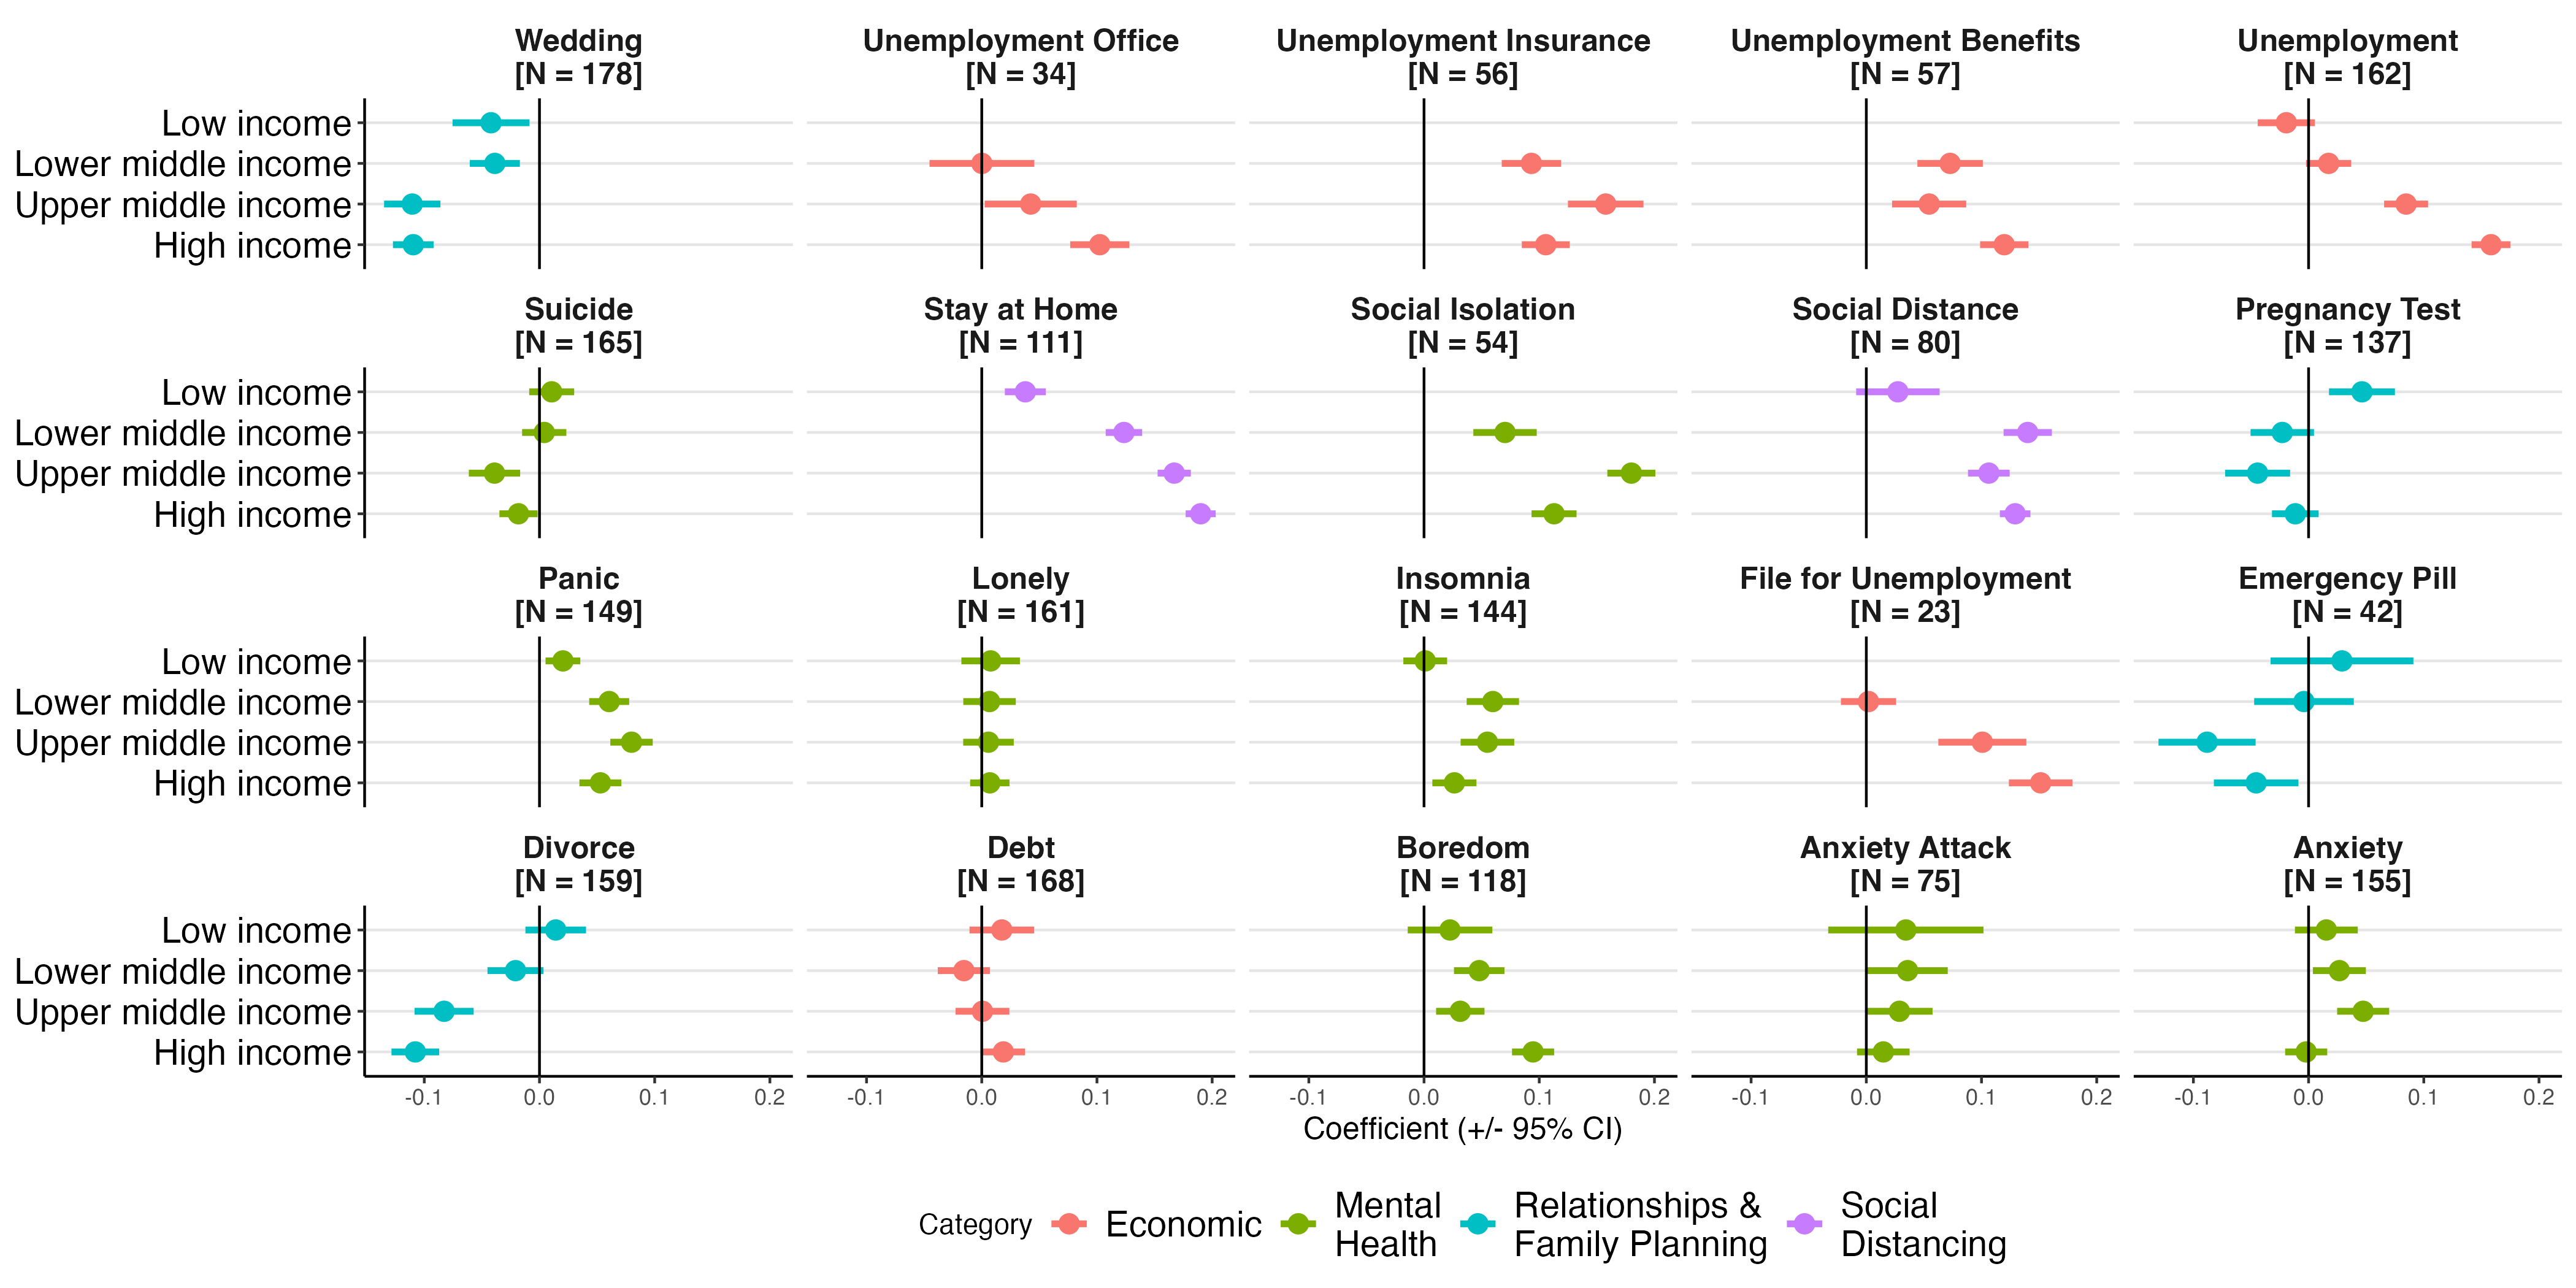 Wedding
[N = 178]
Unemployment Office
[N = 34]
Unemployment Insurance
[N = 56]
Unemployment Benefits
[N = 57]
Unemployment
[N = 162]
Low income
Lower middle income
Upper middle income
High income
Suicide
[N = 165]
Stay at Home
[N = 111]
Social Isolation
[N = 54]
Social Distance
[N = 80]
Pregnancy Test
[N = 137]
Low income
Lower middle income
Upper middle income
High income
Panic
[N = 149]
Lonely
[N = 161]
Insomnia
[N = 144]
File for Unemployment
[N = 23]
Emergency Pill
[N = 42]
Low income
Lower middle income
Upper middle income
High income
Divorce
[N = 159]
Debt
[N = 168]
Boredom
[N = 118]
Anxiety Attack
[N = 75]
Anxiety
[N = 155]
Low income
Lower middle income
Upper middle income
High income
-0.1 0.0 0.1 0.2
-0.1 0.0 0.1 0.2
-0.1 0.0 0.1 0.2
-0.1 0.0 0.1 0.2
-0.1 0.0 0.1 0.2
Coefficient (+/- 95% CI)
Category
Economic
Mental
Health
Relationships &
Family Planning
Social
Distancing